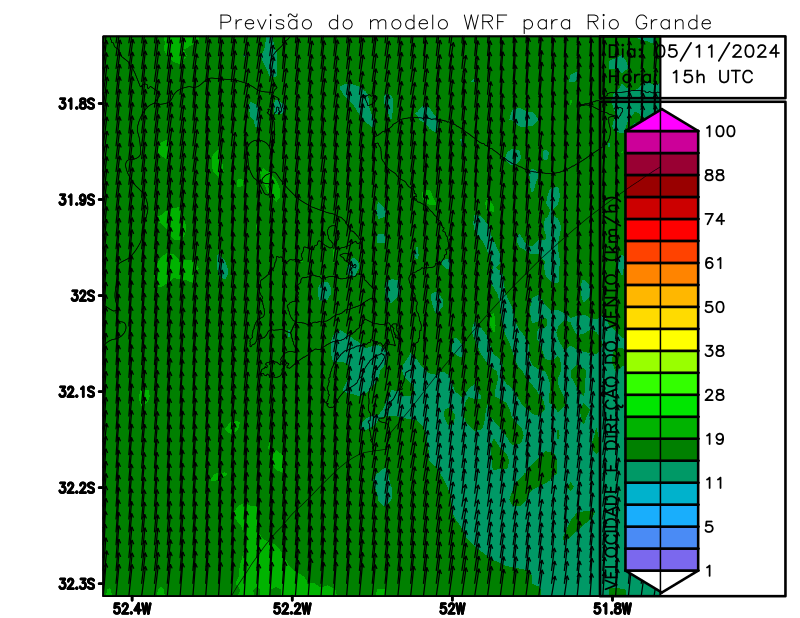 Previsão do modelo WRF para Rio Grande
Dia: 05/11/2024
Hora: 15h UTC
VELOCIDADE E DIREÇÃO DO VENTO (km/h)
100
88
74
61
50
38
28
19
11
5
1
31.8S
31.9S
32S
32.1S
32.2S
32.3S
52.4W
52.2W
52W
51.8W